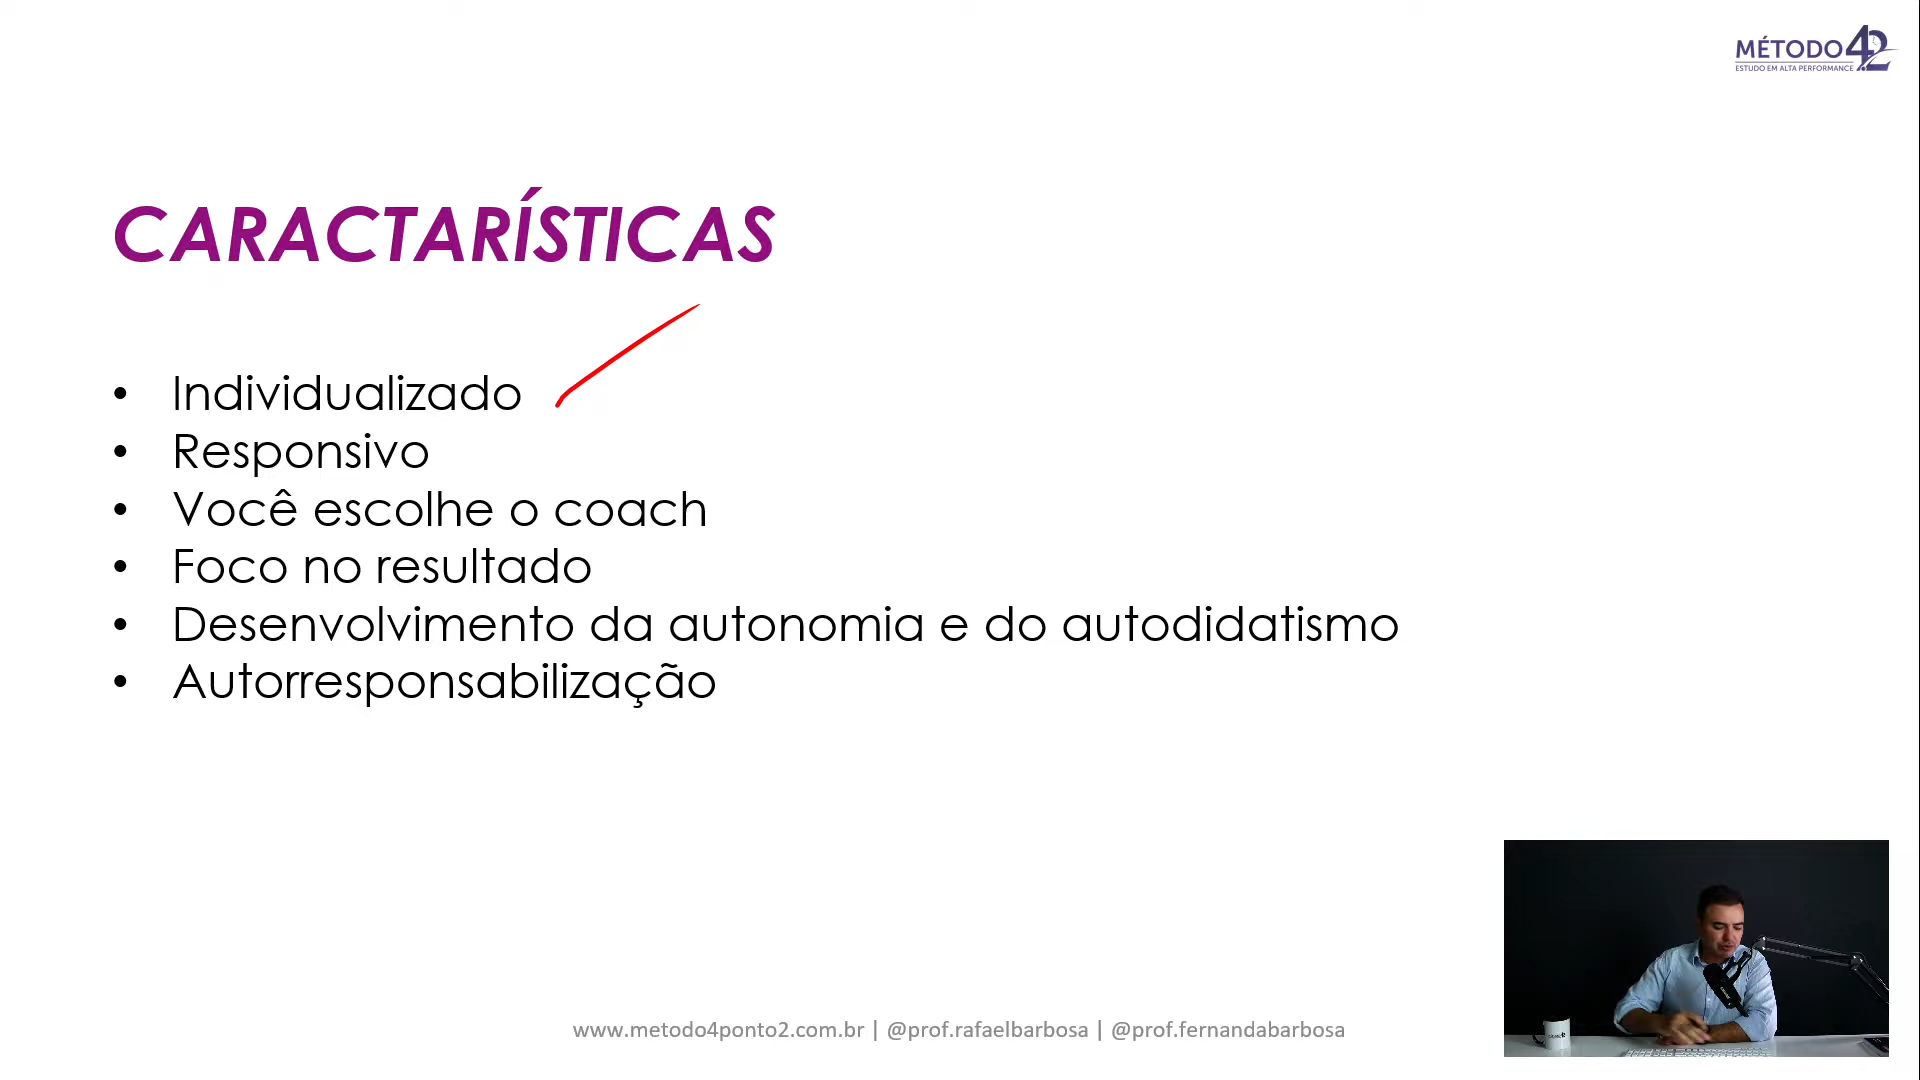 MÉTODO 4.2
ESTUDO EM ALTA PERFORMANCE
CARACTARÍSTICAS
• Individualizado
• Responsivo
• Você escolhe o coach
• Foco no resultado
• Desenvolvimento da autonomia e do autodidatismo
• Autorresponsabilização
www.metodo4ponto2.com.br | @prof.rafaelbarbosa | @prof.fernandabarbosa